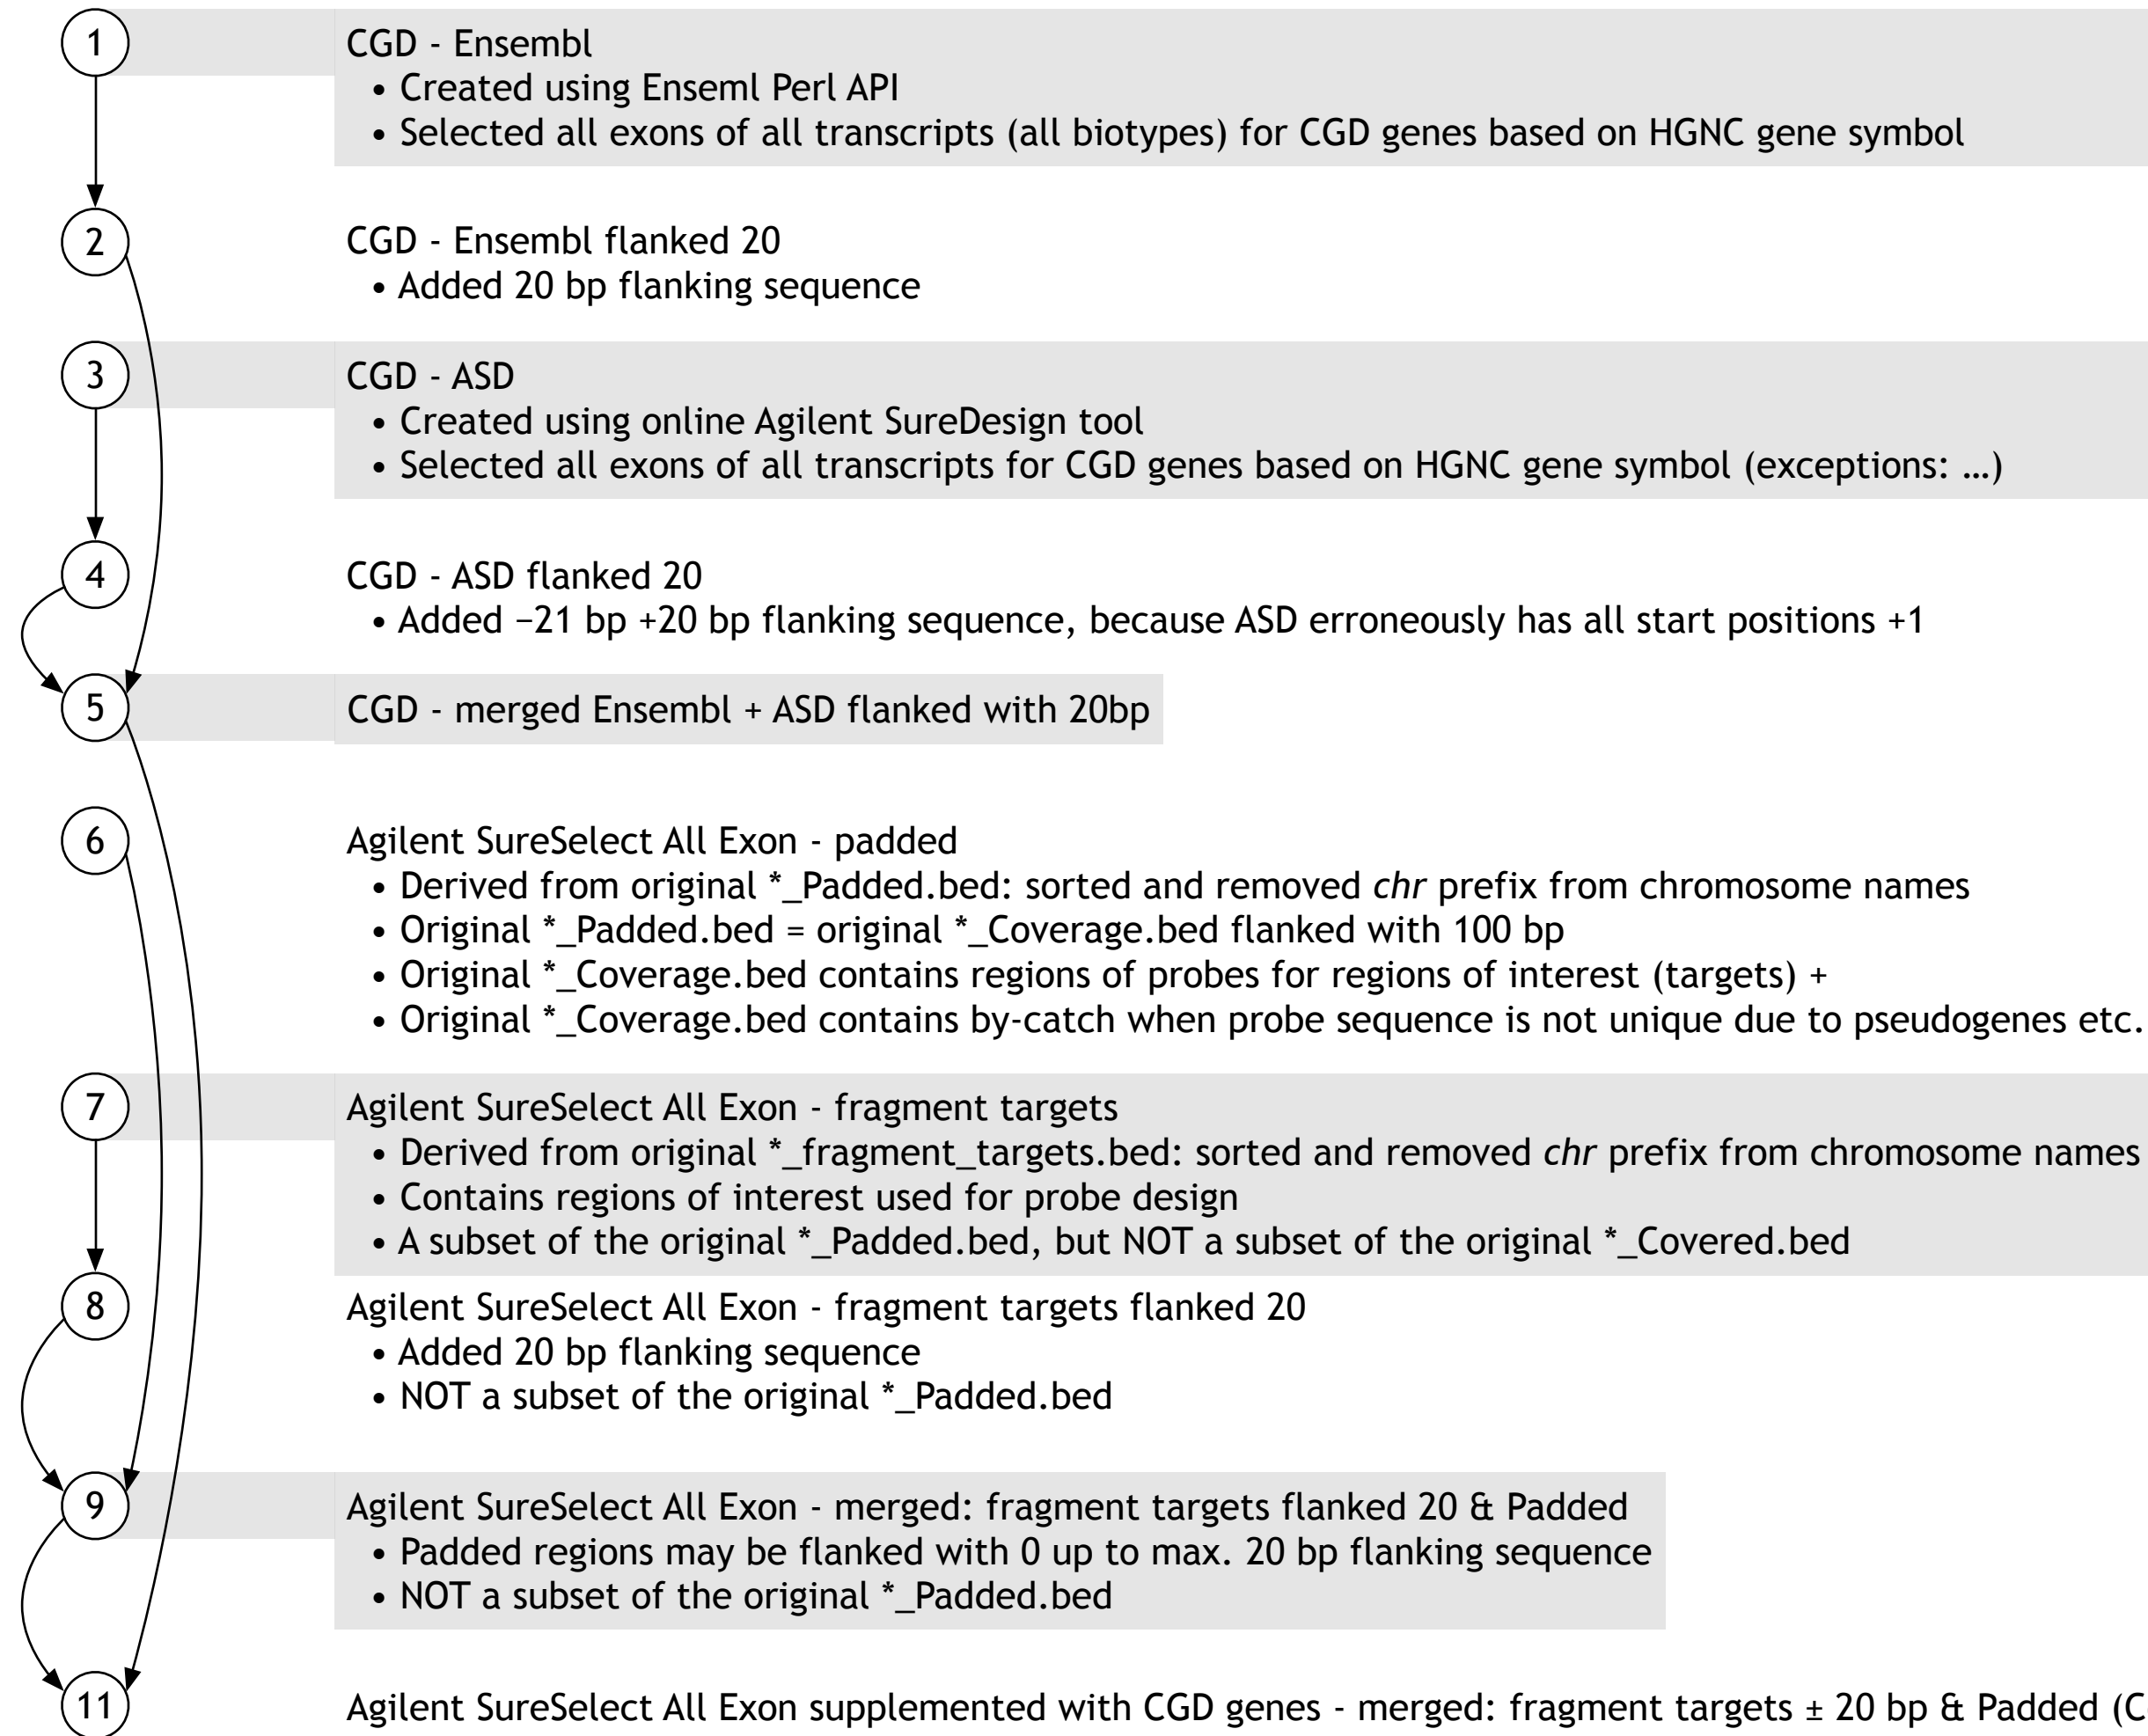 1 CGD - Ensembl
• Created using Enseml Perl API
• Selected all exons of all transcripts (all biotypes) for CGD genes based on HGNC gene symbol
2 CGD - Ensembl flanked 20
• Added 20 bp flanking sequence
3 CGD - ASD
• Created using online Agilent SureDesign tool
• Selected all exons of all transcripts for CGD genes based on HGNC gene symbol (exceptions: …)
4 CGD - ASD flanked 20
• Added −21 bp +20 bp flanking sequence, because ASD erroneously has all start positions +1
5 CGD - merged Ensembl + ASD flanked with 20bp
6 Agilent SureSelect All Exon - padded
• Derived from original *_Padded.bed: sorted and removed chr prefix from chromosome names
• Original *_Padded.bed = original *_Coverage.bed flanked with 100 bp
• Original *_Coverage.bed contains regions of probes for regions of interest (targets) +
• Original *_Coverage.bed contains by-catch when probe sequence is not unique due to pseudogenes etc.
7 Agilent SureSelect All Exon - fragment targets
• Derived from original *_fragment_targets.bed: sorted and removed chr prefix from chromosome names
• Contains regions of interest used for probe design
• A subset of the original *_Padded.bed, but NOT a subset of the original *_Covered.bed
8 Agilent SureSelect All Exon - fragment targets flanked 20
• Added 20 bp flanking sequence
• NOT a subset of the original *_Padded.bed
9 Agilent SureSelect All Exon - merged: fragment targets flanked 20 & Padded
• Padded regions may be flanked with 0 up to max. 20 bp flanking sequence
• NOT a subset of the original *_Padded.bed
11 Agilent SureSelect All Exon supplemented with CGD genes - merged: fragment targets ± 20 bp & Padded (C